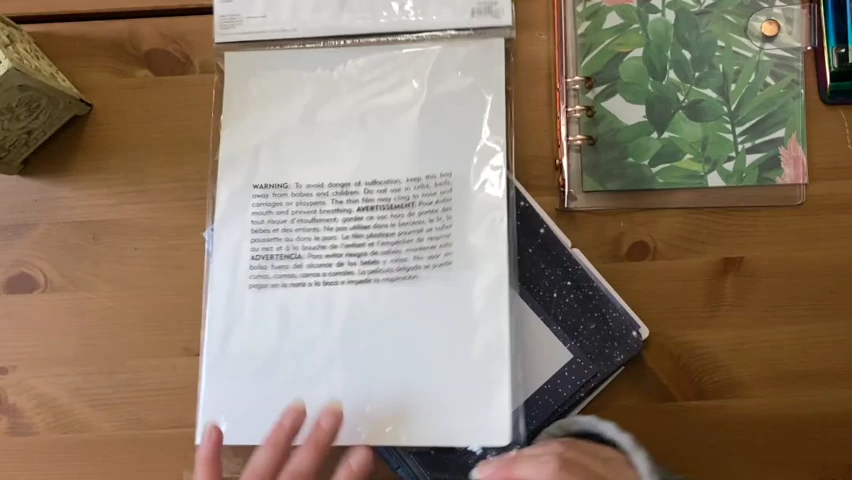 WARNING: To avoid danger of suffocation, keep this bag
away from babies and children. Do not use in cribs, beds,
carriages or playpens. The thin film may cling to nose and
mouth and prevent breathing. AVERTISSEMENT: Pour éviter
tout risque d'étouffement, garder ce sac hors de portée des
bébés et des enfants. Ne pas utiliser dans le berceau, le lit, la
poussette ou dans le parc. Le film plastique pourrait se coller
au nez et à la bouche de l'enfant et l'empêcher de respirer.
ADVERTENCIA: Para evitar riesgos de asfixia, mantener esta
bolsa fuera del alcance de los bebés y niños. No usar en
cunas, camas, carros o corrales. La película delgada se puede
pegar en la nariz o la boca e impedir la respiración.